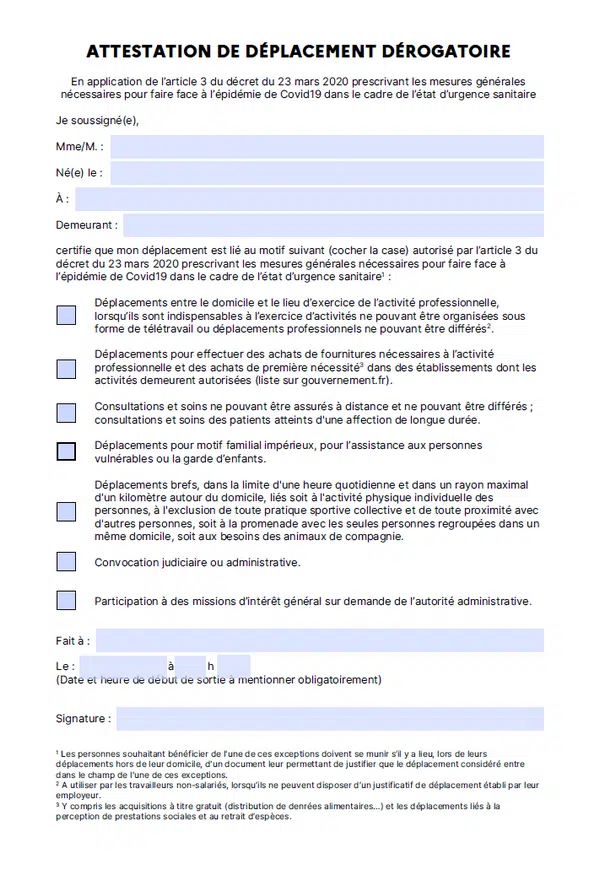 ATTESTATION DE DÉPLACEMENT DÉROGATOIRE
En application de l’article 3 du décret du 23 mars 2020 prescrivant les mesures générales
nécessaires pour faire face à l’épidémie de Covid19 dans le cadre de l’état d’urgence sanitaire
Je soussigné(e),
Mme/M. :
Né(e) le :
À :
Demeurant :
certifie que mon déplacement est lié au motif suivant (cocher la case) autorisé par l’article 3 du
décret du 23 mars 2020 prescrivant les mesures générales nécessaires pour faire face à
l’épidémie de Covid19 dans le cadre de l’état d’urgence sanitaire¹ :
Déplacements entre le domicile et le lieu d’exercice de l’activité professionnelle,
lorsqu’ils sont indispensables à l’exercice d’activités ne pouvant être organisées sous
forme de télétravail ou déplacements professionnels ne pouvant être différés².
Déplacements pour effectuer des achats de fournitures nécessaires à l’activité
professionnelle et des achats de première nécessité³ dans des établissements dont les
activités demeurent autorisées (liste sur gouvernement.fr).
Consultations et soins ne pouvant être assurés à distance et ne pouvant être différés ;
consultations et soins des patients atteints d'une affection de longue durée.
Déplacements pour motif familial impérieux, pour l’assistance aux personnes
vulnérables ou la garde d’enfants.
Déplacements brefs, dans la limite d'une heure quotidienne et dans un rayon maximal
d'un kilomètre autour du domicile, liés soit à l'activité physique individuelle des
personnes, à l'exclusion de toute pratique sportive collective et de toute proximité avec
d'autres personnes, soit à la promenade avec les seules personnes regroupées dans un
même domicile, soit aux besoins des animaux de compagnie.
Convocation judiciaire ou administrative.
Participation à des missions d’intérêt général sur demande de l’autorité administrative.
Fait à :
Le : à h
(Date et heure de début de sortie à mentionner obligatoirement)
Signature :
¹ Les personnes souhaitant bénéficier de l'une de ces exceptions doivent se munir s’il y a lieu, lors de leurs
déplacements hors de leur domicile, d'un document leur permettant de justifier que le déplacement considéré entre
dans le champ de l'une de ces exceptions.
² A utiliser par les travailleurs non-salariés, lorsqu’ils ne peuvent disposer d’un justificatif de déplacement établi par leur
employeur.
³ Y compris les acquisitions à titre gratuit (distribution de denrées alimentaires…) et les déplacements liés à la
perception de prestations sociales et au retrait d’espèces.